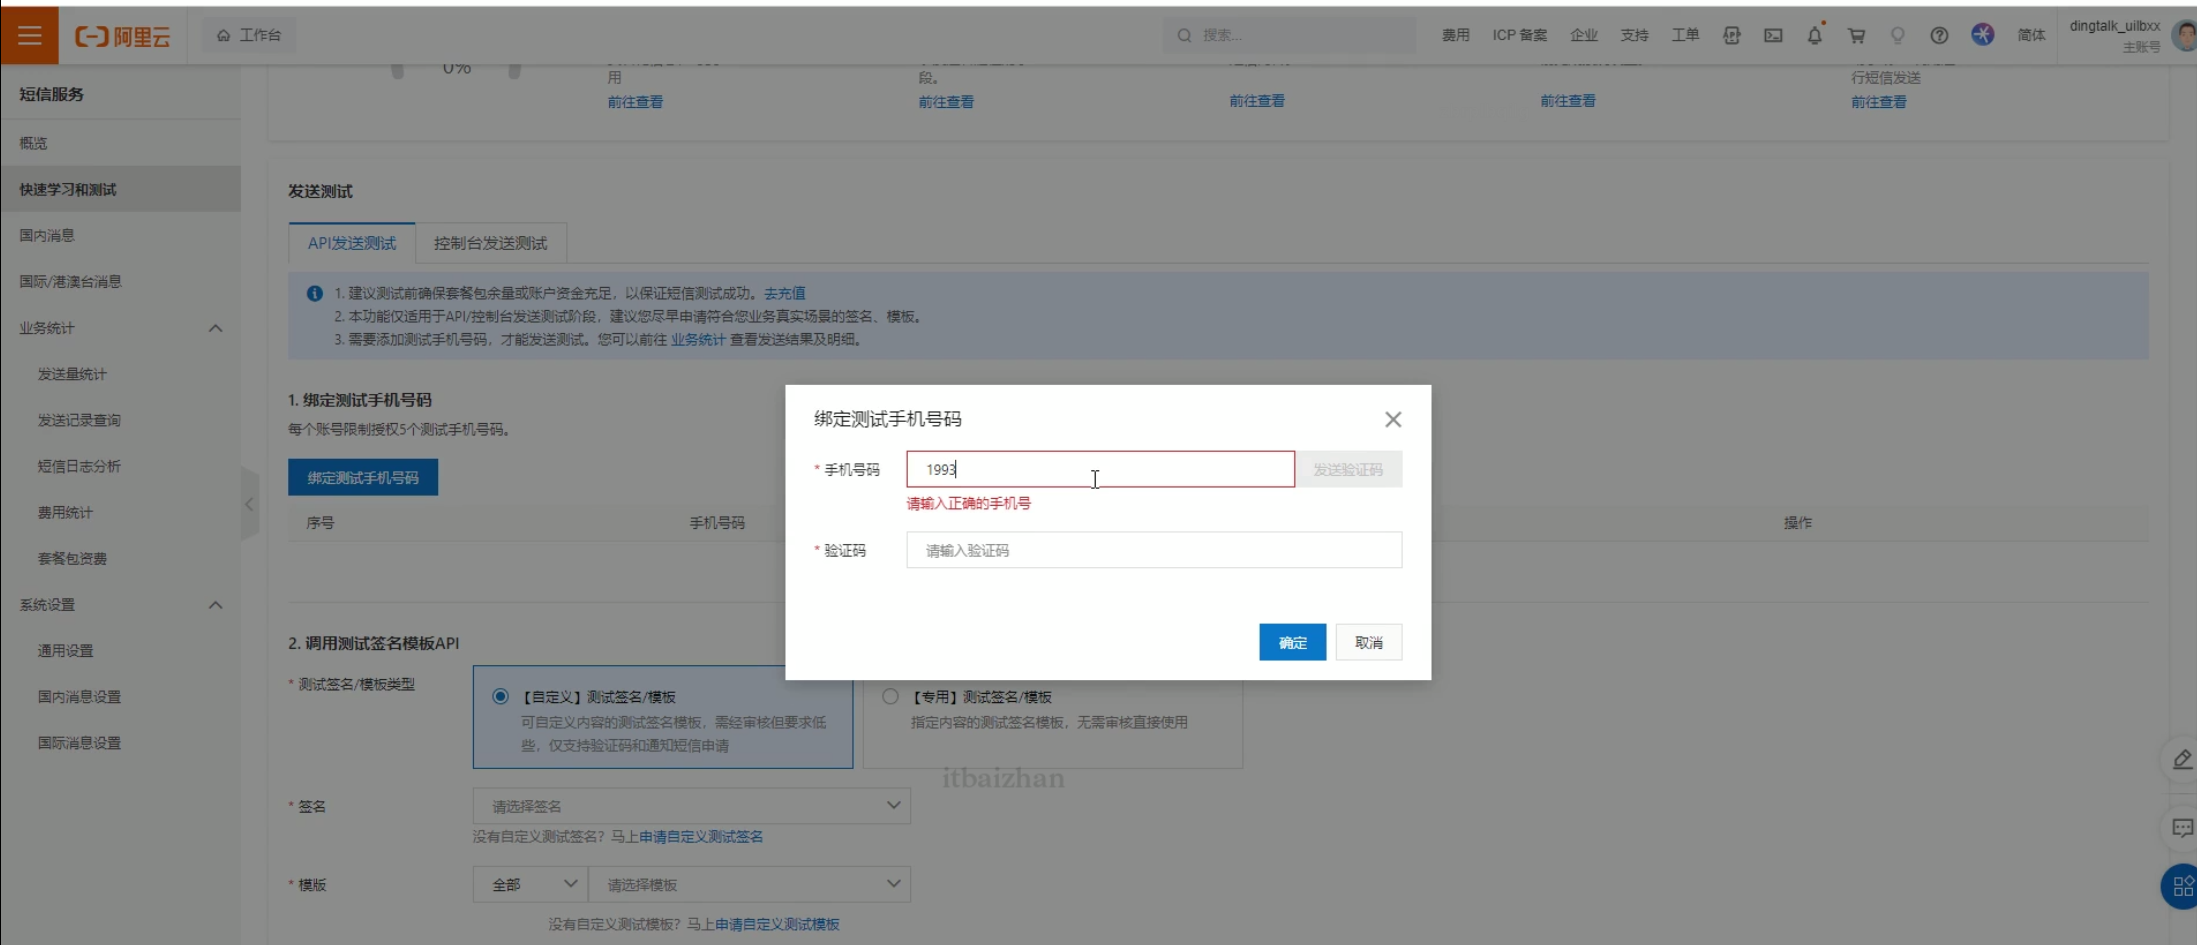 阿里云
工作台
搜索...
费用
ICP 备案
企业
支持
工单
简体
dingtalk_uilbxx
主账号
短信服务
概览
快速学习和测试
国内消息
国际/港澳台消息
业务统计
发送量统计
发送记录查询
短信日志分析
费用统计
套餐包资费
系统设置
通用设置
国内消息设置
国际消息设置
0%
用
前往查看
段。
前往查看
前往查看
前往查看
行短信发送
前往查看
发送测试
API发送测试
控制台发送测试
1. 建议测试前确保套餐包余量或账户资金充足，以保证短信测试成功。去充值
2. 本功能仅适用于API/控制台发送测试阶段，建议您尽早申请符合您业务真实场景的签名、模板。
3. 需要添加测试手机号码，才能发送测试。您可以前往 业务统计 查看发送结果及明细。
1. 绑定测试手机号码
每个账号限制授权5个测试手机号码。
绑定测试手机号码
序号
手机号码
操作
绑定测试手机号码
* 手机号码
1993
发送验证码
请输入正确的手机号
* 验证码
请输入验证码
确定
取消
2. 调用测试签名模板API
* 测试签名/模板类型
【自定义】测试签名/模板
可自定义内容的测试签名模板，需经审核但要求低
些，仅支持验证码和通知短信申请
【专用】测试签名/模板
指定内容的测试签名模板，无需审核直接使用
itbaizhan
* 签名
请选择签名
没有自定义测试签名？马上申请自定义测试签名
* 模版
全部
请选择模板
没有自定义测试模板？马上申请自定义测试模板